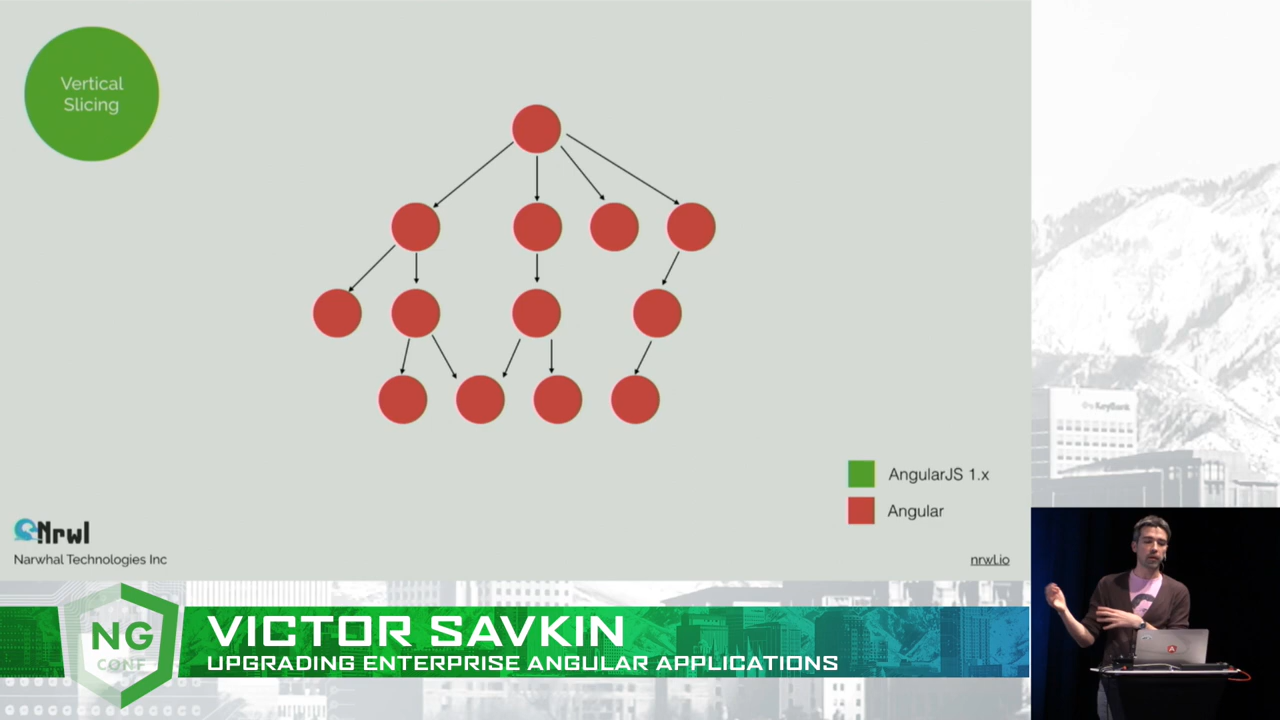 Vertical
Slicing
AngularJS 1.x
Angular
Nrwl
Narwhal Technologies Inc
nrwl.io
KeyBank
NG
CONF
VICTOR SAVKIN
UPGRADING ENTERPRISE ANGULAR APPLICATIONS